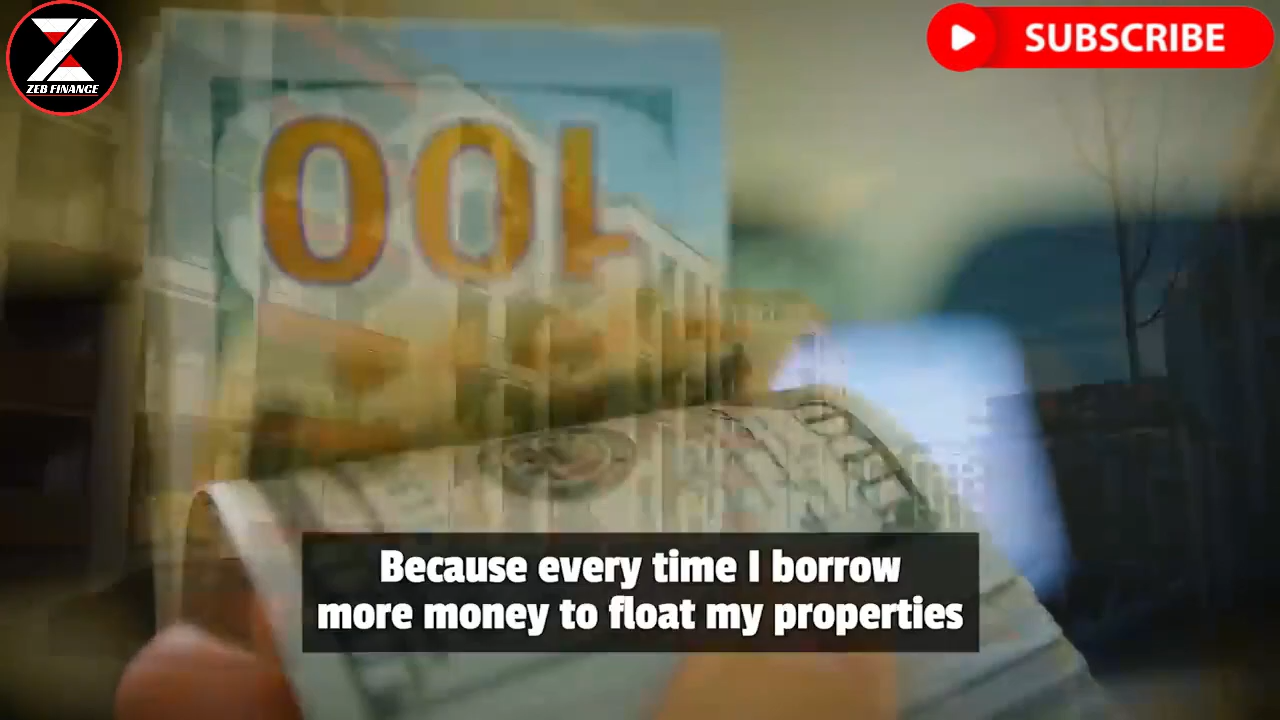 ZEB FINANCE
SUBSCRIBE
100
Because every time I borrow
more money to float my properties